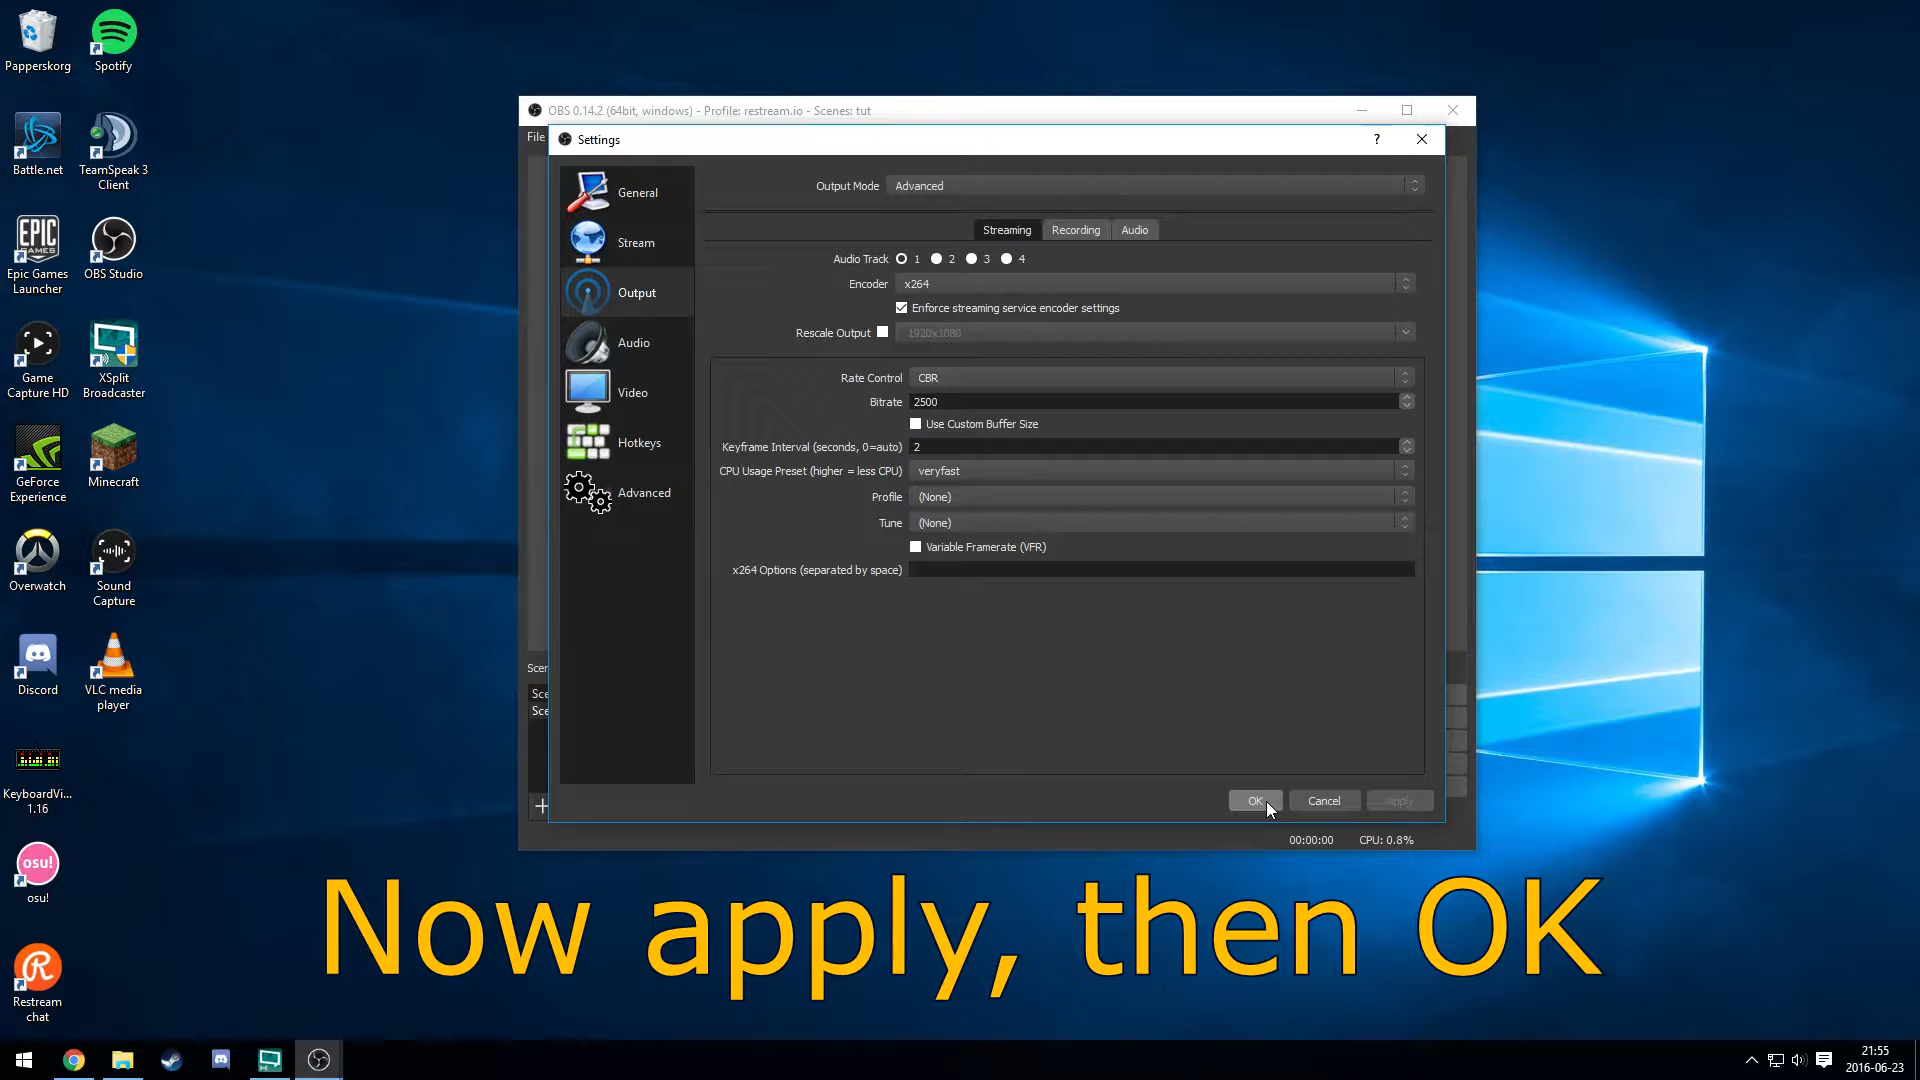 Papperskorg
Spotify
Battle.net
TeamSpeak 3
Client
Epic Games
Launcher
OBS Studio
Game
Capture HD
XSplit
Broadcaster
GeForce
Experience
Minecraft
Overwatch
Sound
Capture
Discord
VLC media
player
KeyboardVi...
1.16
osu!
osu!
Restream
chat
OBS 0.14.2 (64bit, windows) - Profile: restream.io - Scenes: tut
File
Settings
?
General
Stream
Output
Audio
Video
Hotkeys
Advanced
Output Mode Advanced
Streaming Recording Audio
Audio Track 1 2 3 4
Encoder x264
Enforce streaming service encoder settings
Rescale Output 1920x1080
Rate Control CBR
Bitrate 2500
Use Custom Buffer Size
Keyframe Interval (seconds, 0=auto) 2
CPU Usage Preset (higher = less CPU) veryfast
Profile (None)
Tune (None)
Variable Framerate (VFR)
x264 Options (separated by space)
OK Cancel Apply
Scer
Sce
Sce
00:00:00 CPU: 0.8%
Now apply, then OK
21:55
2016-06-23